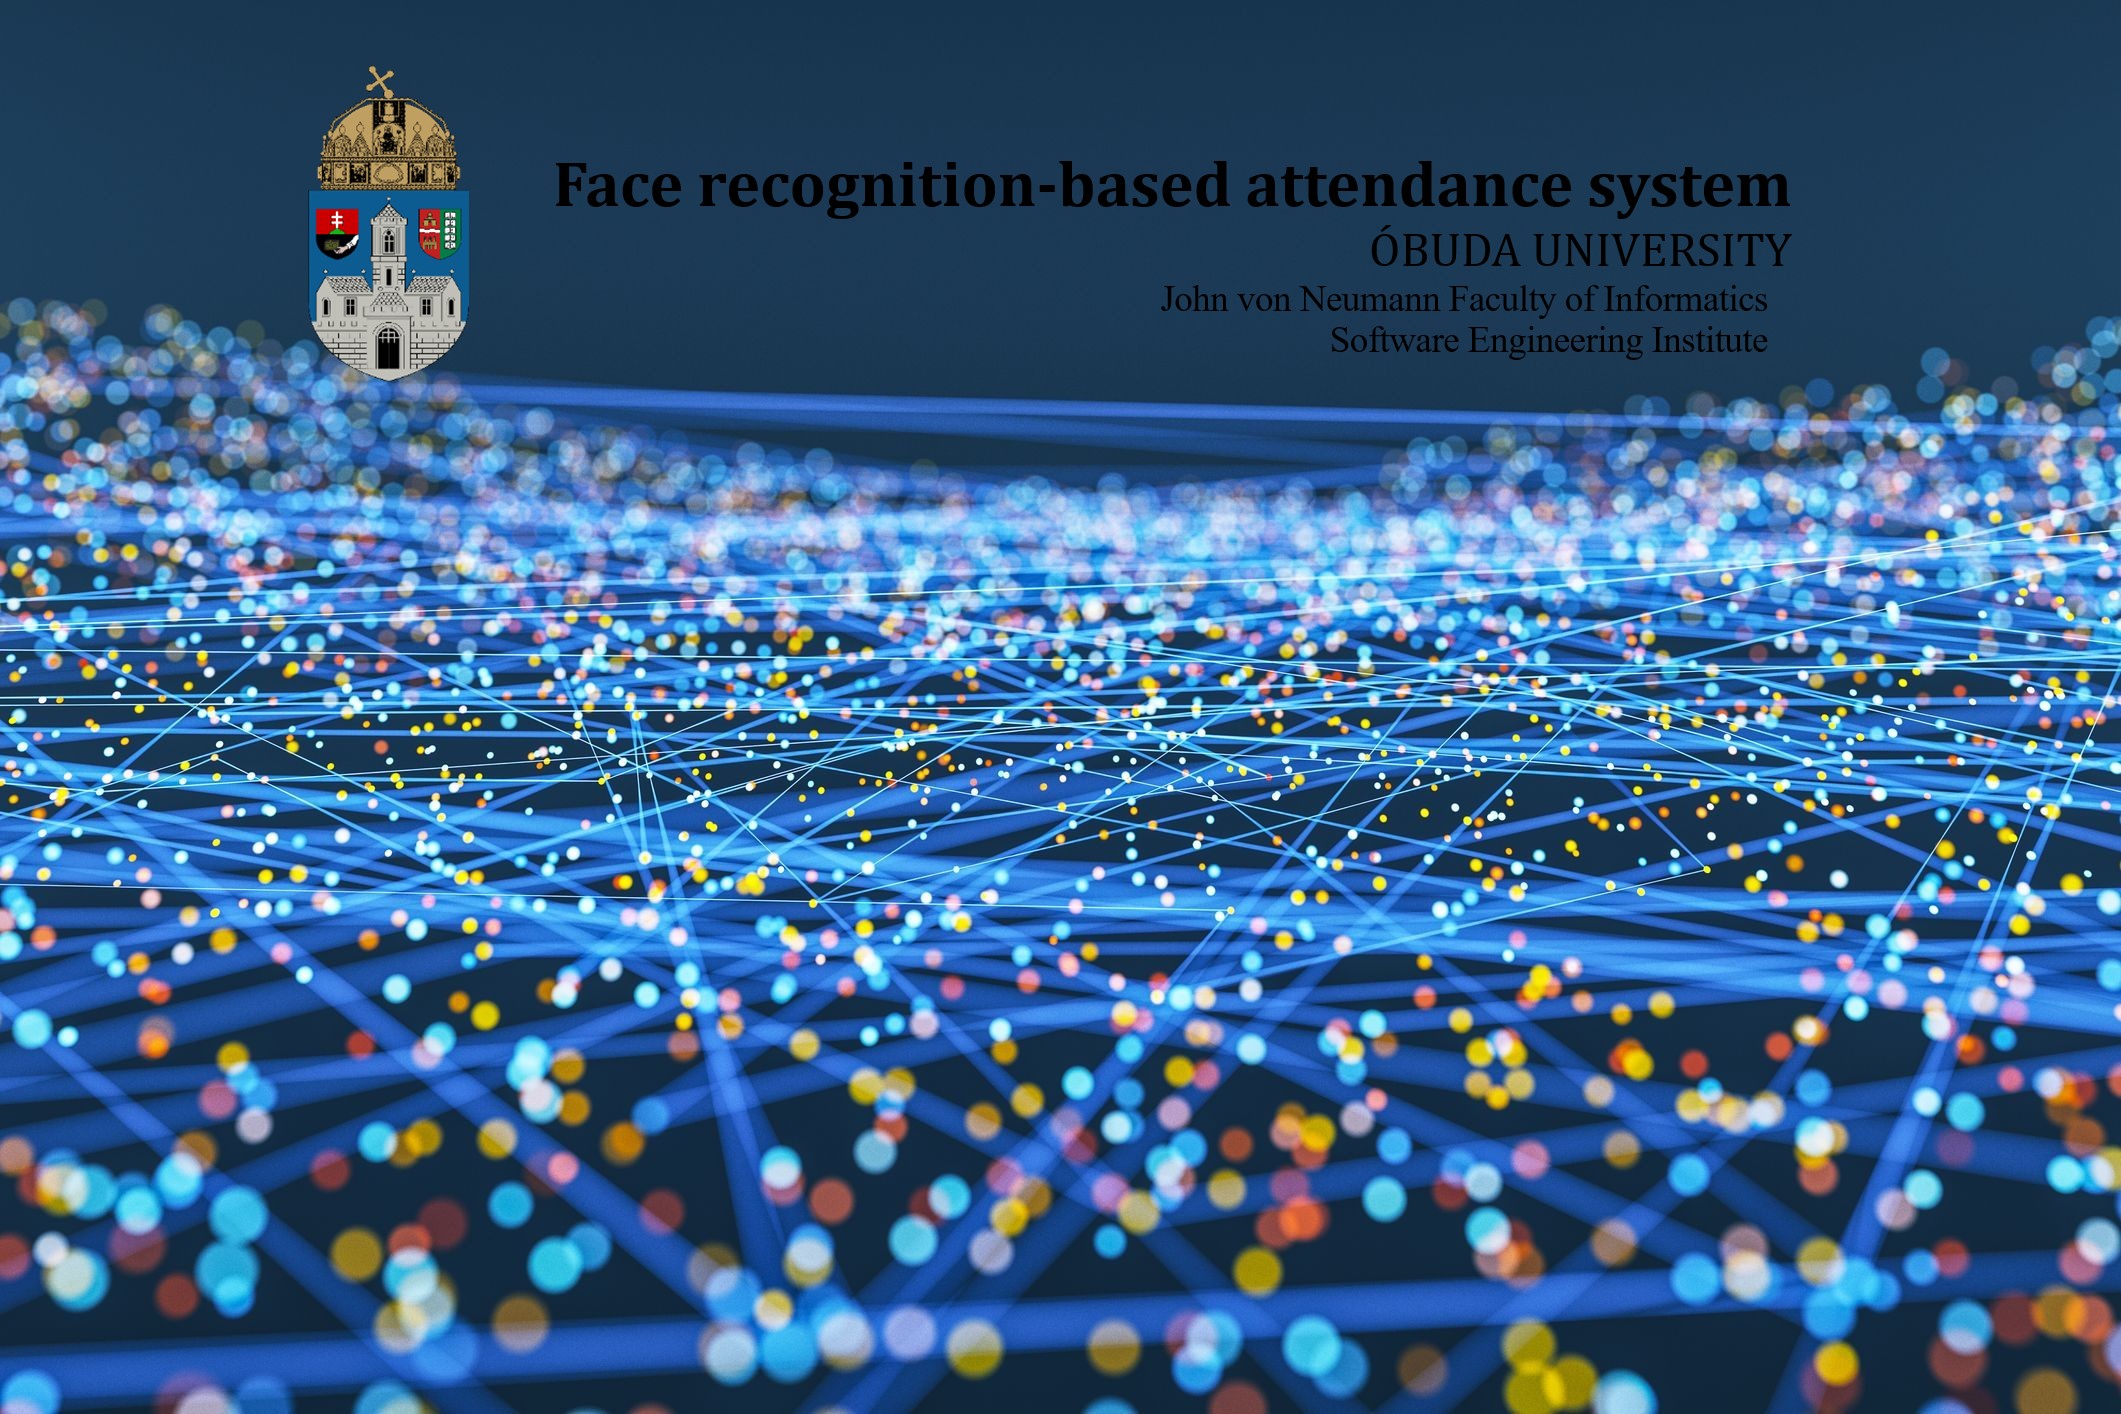 Face recognition-based attendance system
ÓBUDA UNIVERSITY
John von Neumann Faculty of Informatics
Software Engineering Institute